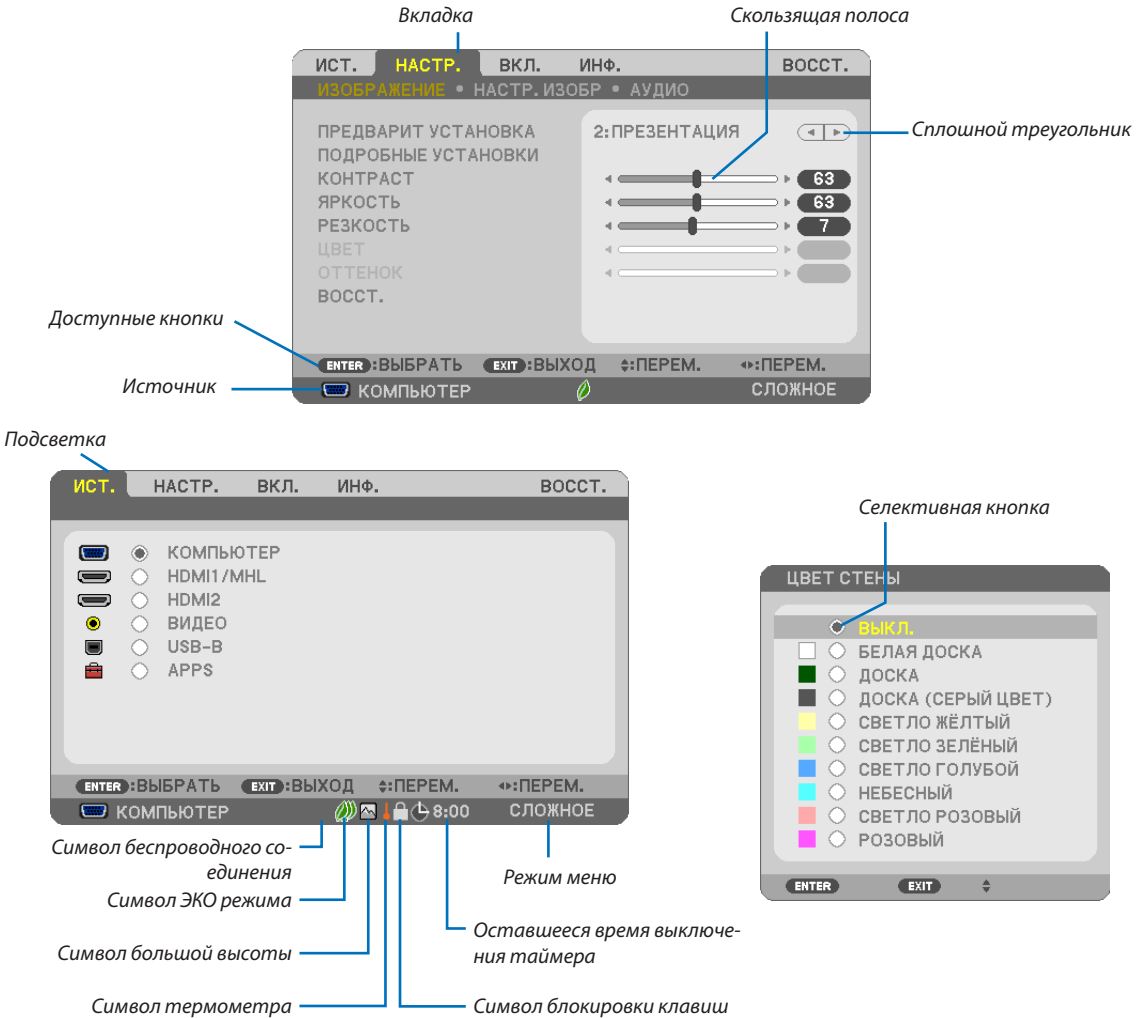 Вкладка
Скользящая полоса
ИСТ. НАСТР. ВКЛ. ИНФ. ВОССТ.
ИЗОБРАЖЕНИЕ • НАСТР. ИЗОБР • АУДИО
ПРЕДВАРИТ УСТАНОВКА 2:ПРЕЗЕНТАЦИЯ
Сплошной треугольник
ПОДРОБНЫЕ УСТАНОВКИ
КОНТРАСТ 63
ЯРКОСТЬ 63
РЕЗКОСТЬ 7
ЦВЕТ
ОТТЕНОК
ВОССТ.
Доступные кнопки
ENTER :ВЫБРАТЬ EXIT :ВЫХОД :ПЕРЕМ. :ПЕРЕМ.
Источник
КОМПЬЮТЕР СЛОЖНОЕ
Подсветка
ИСТ. НАСТР. ВКЛ. ИНФ. ВОССТ.
КОМПЬЮТЕР
HDMI1/MHL
HDMI2
ВИДЕО
USB-B
APPS
ENTER :ВЫБРАТЬ EXIT :ВЫХОД :ПЕРЕМ. :ПЕРЕМ.
КОМПЬЮТЕР 8:00 СЛОЖНОЕ
Селективная кнопка
ЦВЕТ СТЕНЫ
ВЫКЛ.
БЕЛАЯ ДОСКА
ДОСКА
ДОСКА (СЕРЫЙ ЦВЕТ)
СВЕТЛО ЖЁЛТЫЙ
СВЕТЛО ЗЕЛЁНЫЙ
СВЕТЛО ГОЛУБОЙ
НЕБЕСНЫЙ
СВЕТЛО РОЗОВЫЙ
РОЗОВЫЙ
ENTER EXIT
Символ беспроводного со-
единения
Режим меню
Символ ЭКО режима
Оставшееся время выключе-
ния таймера
Символ большой высоты
Символ термометра
Символ блокировки клавиш